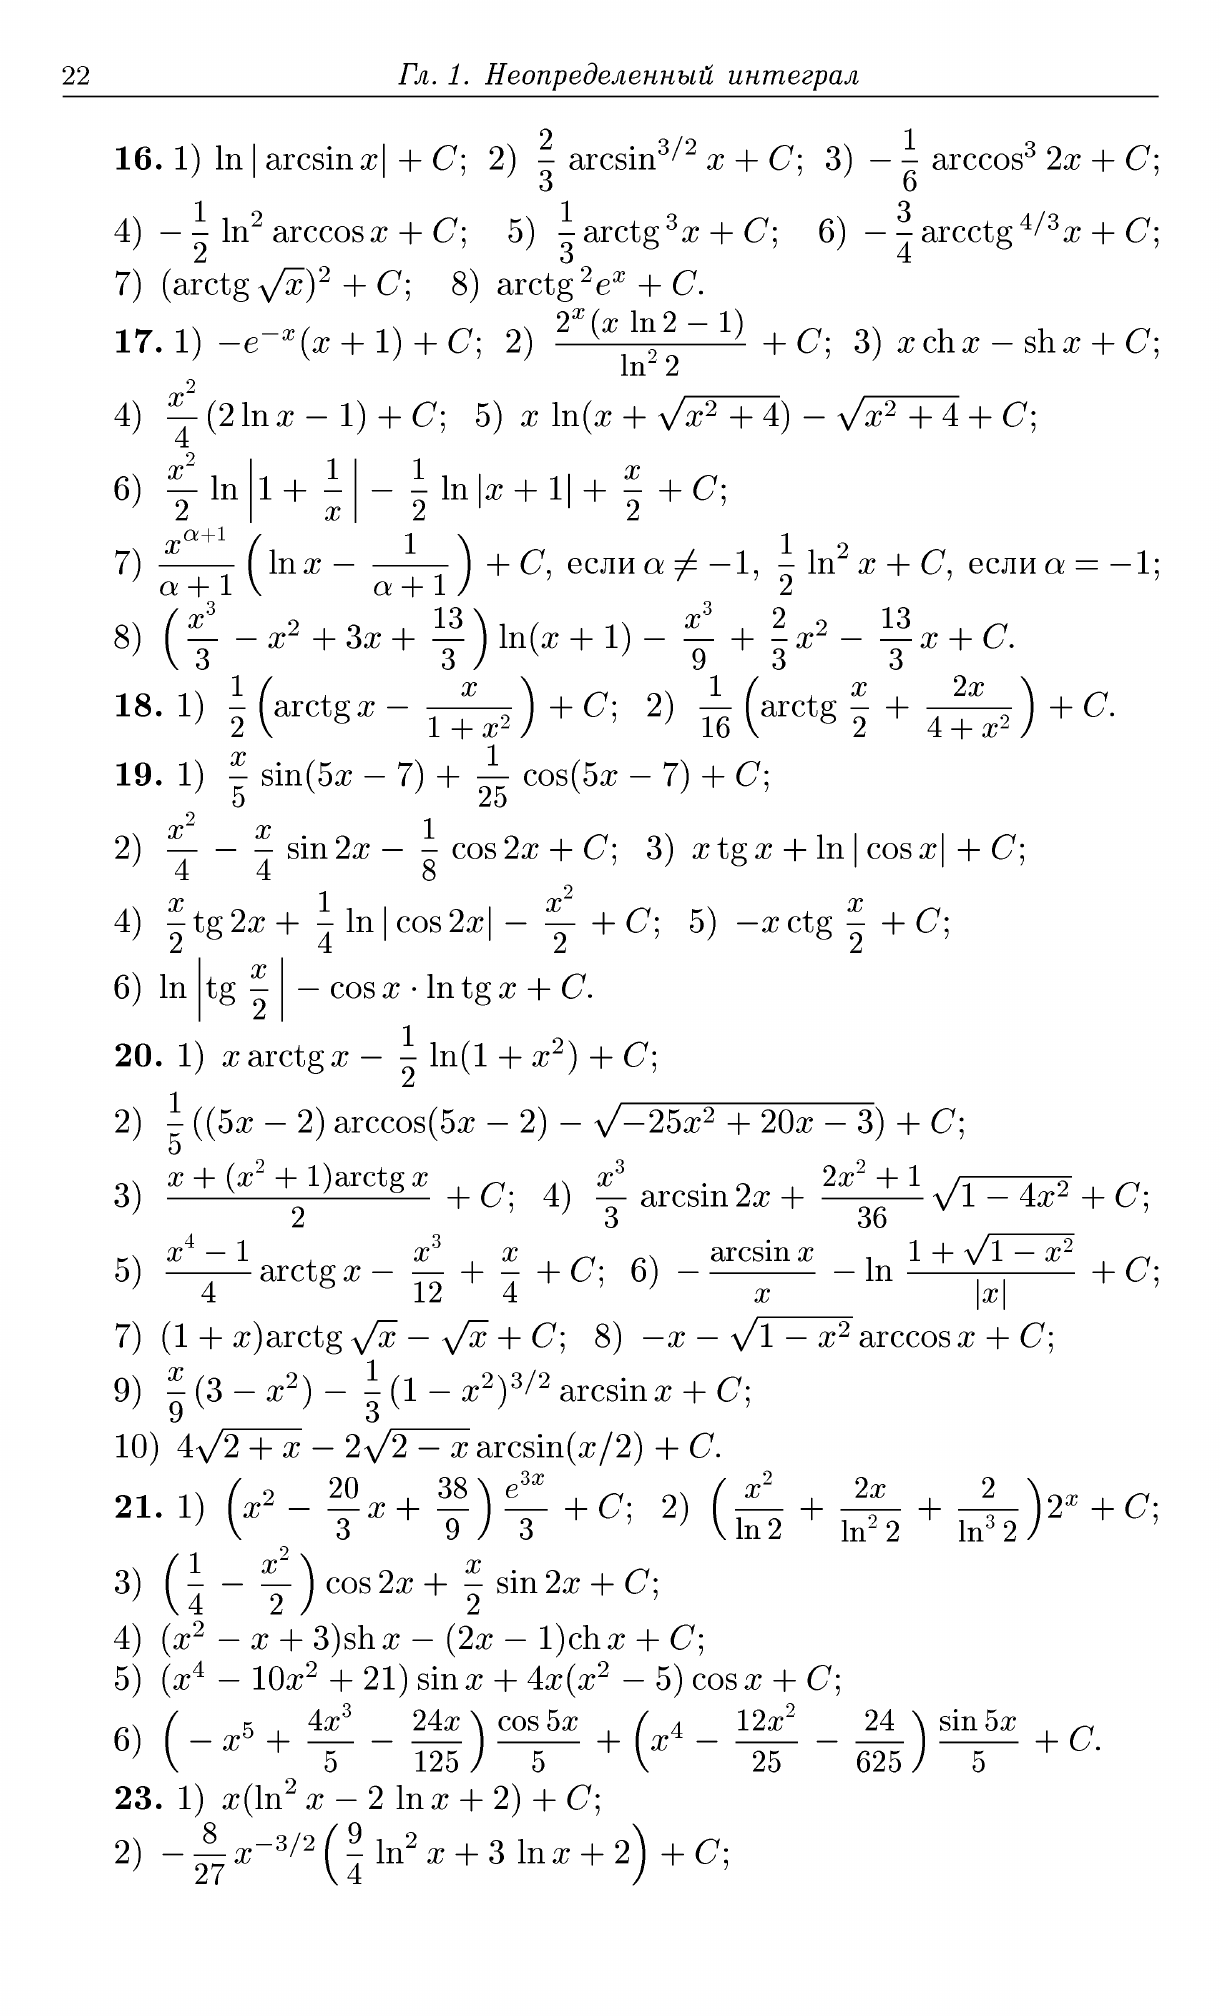 22 Гл. 1. Неопределенный интеграл
16. 1) ln | arcsin x| + C; 2) 2/3 arcsin^{3/2} x + C; 3) − 1/6 arccos³ 2x + C;
4) − 1/2 ln² arccos x + C; 5) 1/3 arctg³x + C; 6) − 3/4 arcctg^{4/3}x + C;
7) (arctg √x)² + C; 8) arctg²e^x + C.
17. 1) −e^{−x}(x + 1) + C; 2) (2^x(x ln 2 − 1))/(ln² 2) + C; 3) x ch x − sh x + C;
4) x²/4 (2 ln x − 1) + C; 5) x ln(x + √(x² + 4)) − √(x² + 4) + C;
6) x²/2 ln |1 + 1/x| − 1/2 ln |x + 1| + x/2 + C;
7) x^{α+1}/(α + 1) (ln x − 1/(α + 1)) + C, если α ≠ −1, 1/2 ln² x + C, если α = −1;
8) (x³/3 − x² + 3x + 13/3) ln(x + 1) − x³/9 + 2/3 x² − 13/3 x + C.
18. 1) 1/2 (arctg x − x/(1 + x²)) + C; 2) 1/16 (arctg x/2 + 2x/(4 + x²)) + C.
19. 1) x/5 sin(5x − 7) + 1/25 cos(5x − 7) + C;
2) x²/4 − x/4 sin 2x − 1/8 cos 2x + C; 3) x tg x + ln | cos x| + C;
4) x/2 tg 2x + 1/4 ln | cos 2x| − x²/2 + C; 5) −x ctg x/2 + C;
6) ln |tg x/2| − cos x · ln tg x + C.
20. 1) x arctg x − 1/2 ln(1 + x²) + C;
2) 1/5 ((5x − 2) arccos(5x − 2) − √(−25x² + 20x − 3)) + C;
3) (x + (x² + 1)arctg x)/2 + C; 4) x³/3 arcsin 2x + (2x² + 1)/36 √(1 − 4x²) + C;
5) (x⁴ − 1)/4 arctg x − x³/12 + x/4 + C; 6) − (arcsin x)/x − ln (1 + √(1 − x²))/|x| + C;
7) (1 + x)arctg √x − √x + C; 8) −x − √(1 − x²) arccos x + C;
9) x/9 (3 − x²) − 1/3 (1 − x²)^{3/2} arcsin x + C;
10) 4√(2 + x) − 2√(2 − x) arcsin(x/2) + C.
21. 1) (x² − 20/3 x + 38/9) e^{3x}/3 + C; 2) (x²/(ln 2) + 2x/(ln² 2) + 2/(ln³ 2))2^x + C;
3) (1/4 − x²/2) cos 2x + x/2 sin 2x + C;
4) (x² − x + 3)sh x − (2x − 1)ch x + C;
5) (x⁴ − 10x² + 21) sin x + 4x(x² − 5) cos x + C;
6) (− x⁵ + 4x³/5 − 24x/125) (cos 5x)/5 + (x⁴ − 12x²/25 − 24/625) (sin 5x)/5 + C.
23. 1) x(ln² x − 2 ln x + 2) + C;
2) − 8/27 x^{−3/2}(9/4 ln² x + 3 ln x + 2) + C;